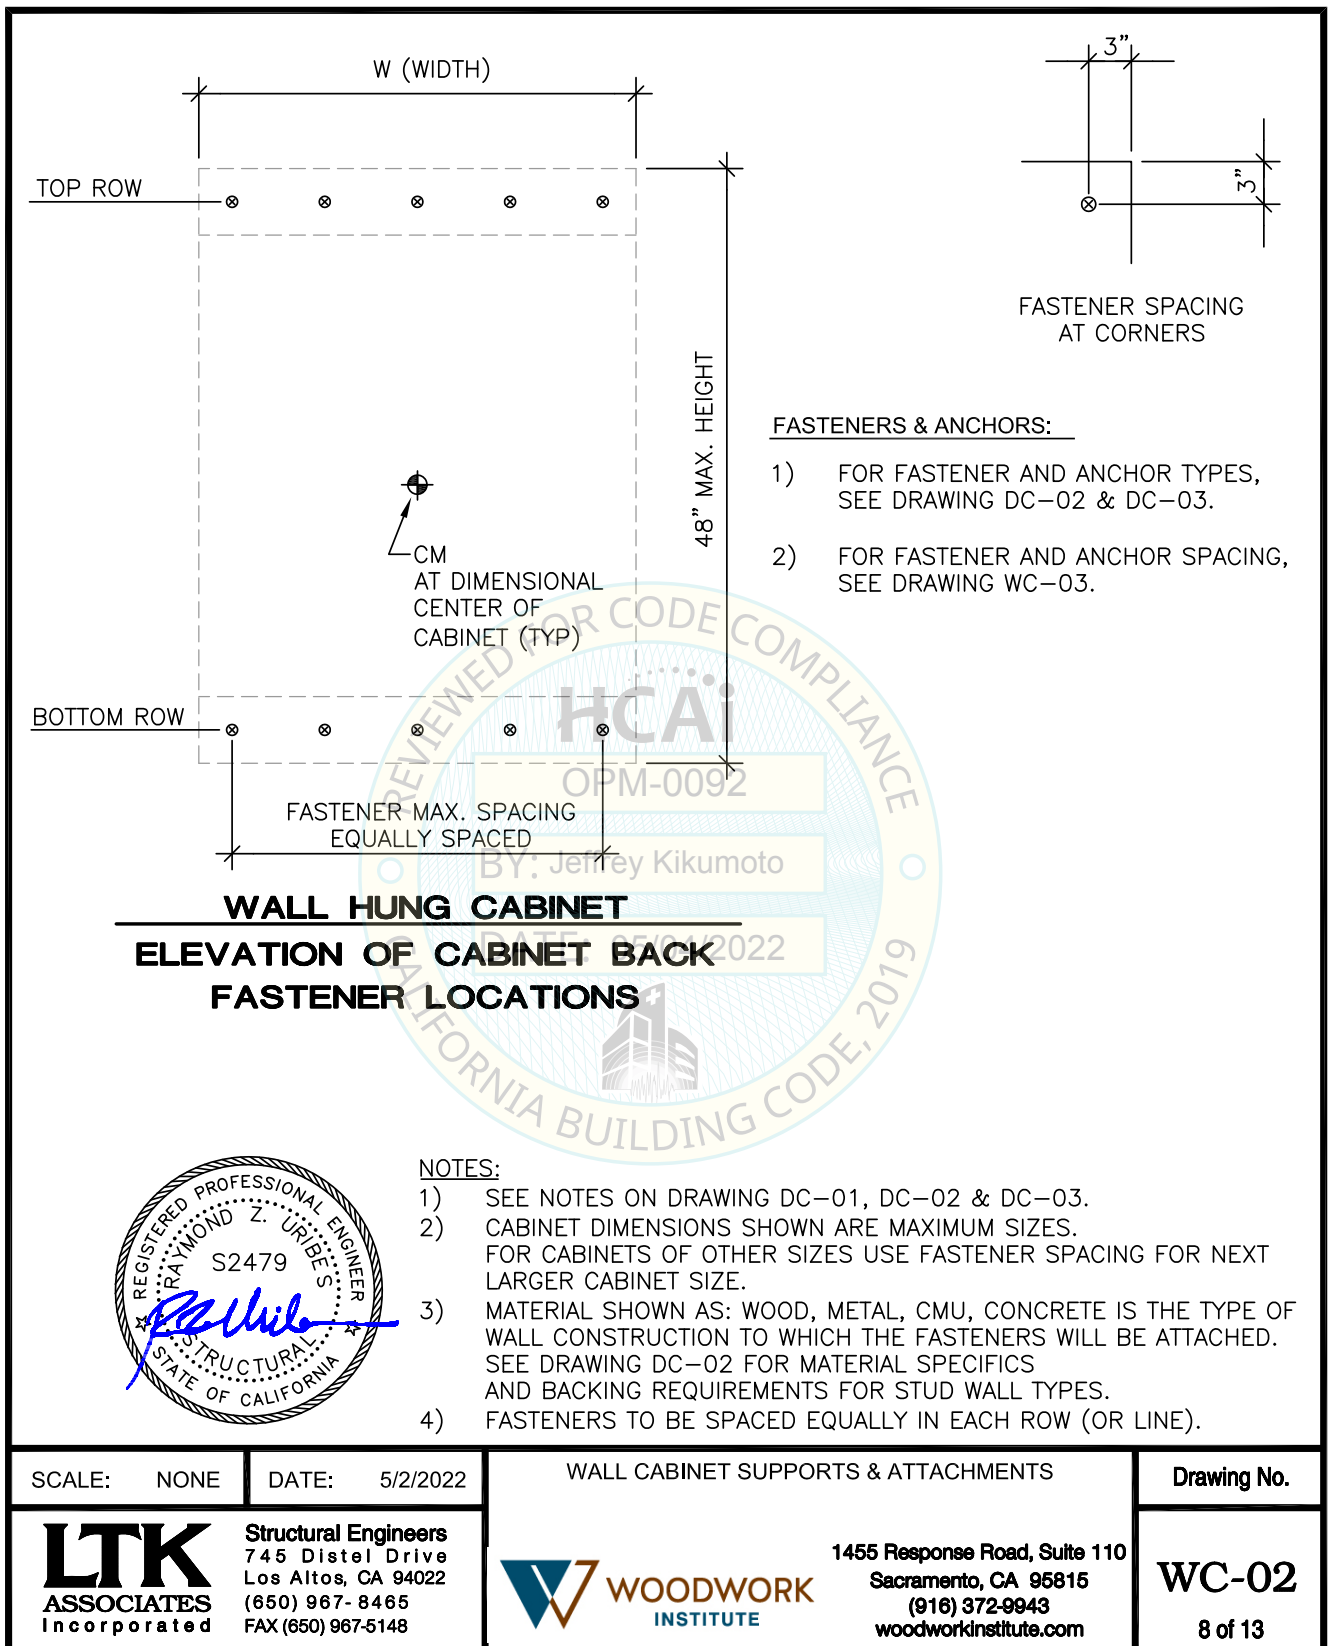 W (WIDTH)
3"
TOP ROW
3"
FASTENER SPACING
AT CORNERS
48" MAX. HEIGHT
FASTENERS & ANCHORS:
1) FOR FASTENER AND ANCHOR TYPES,
SEE DRAWING DC-02 & DC-03.
2) FOR FASTENER AND ANCHOR SPACING,
SEE DRAWING WC-03.
CM
AT DIMENSIONAL
CENTER OF
CABINET (TYP)
BOTTOM ROW
FASTENER MAX. SPACING
EQUALLY SPACED
REVIEWED FOR CODE COMPLIANCE
HCAi
OPM-0092
BY: Jeffrey Kikumoto
DATE: 05/04/2022
CALIFORNIA BUILDING CODE, 2019
WALL HUNG CABINET
ELEVATION OF CABINET BACK
FASTENER LOCATIONS
NOTES:
1) SEE NOTES ON DRAWING DC-01, DC-02 & DC-03.
2) CABINET DIMENSIONS SHOWN ARE MAXIMUM SIZES.
FOR CABINETS OF OTHER SIZES USE FASTENER SPACING FOR NEXT
LARGER CABINET SIZE.
3) MATERIAL SHOWN AS: WOOD, METAL, CMU, CONCRETE IS THE TYPE OF
WALL CONSTRUCTION TO WHICH THE FASTENERS WILL BE ATTACHED.
SEE DRAWING DC-02 FOR MATERIAL SPECIFICS
AND BACKING REQUIREMENTS FOR STUD WALL TYPES.
4) FASTENERS TO BE SPACED EQUALLY IN EACH ROW (OR LINE).
REGISTERED PROFESSIONAL ENGINEER
RAYMOND Z. URIBE'S
S2479
STRUCTURAL
STATE OF CALIFORNIA
SCALE: NONE
DATE: 5/2/2022
WALL CABINET SUPPORTS & ATTACHMENTS
Drawing No.
LTK
ASSOCIATES
Incorporated
Structural Engineers
745 Distel Drive
Los Altos, CA 94022
(650) 967-8465
FAX (650) 967-5148
WOODWORK
INSTITUTE
1455 Response Road, Suite 110
Sacramento, CA 95815
(916) 372-9943
woodworkinstitute.com
WC-02
8 of 13